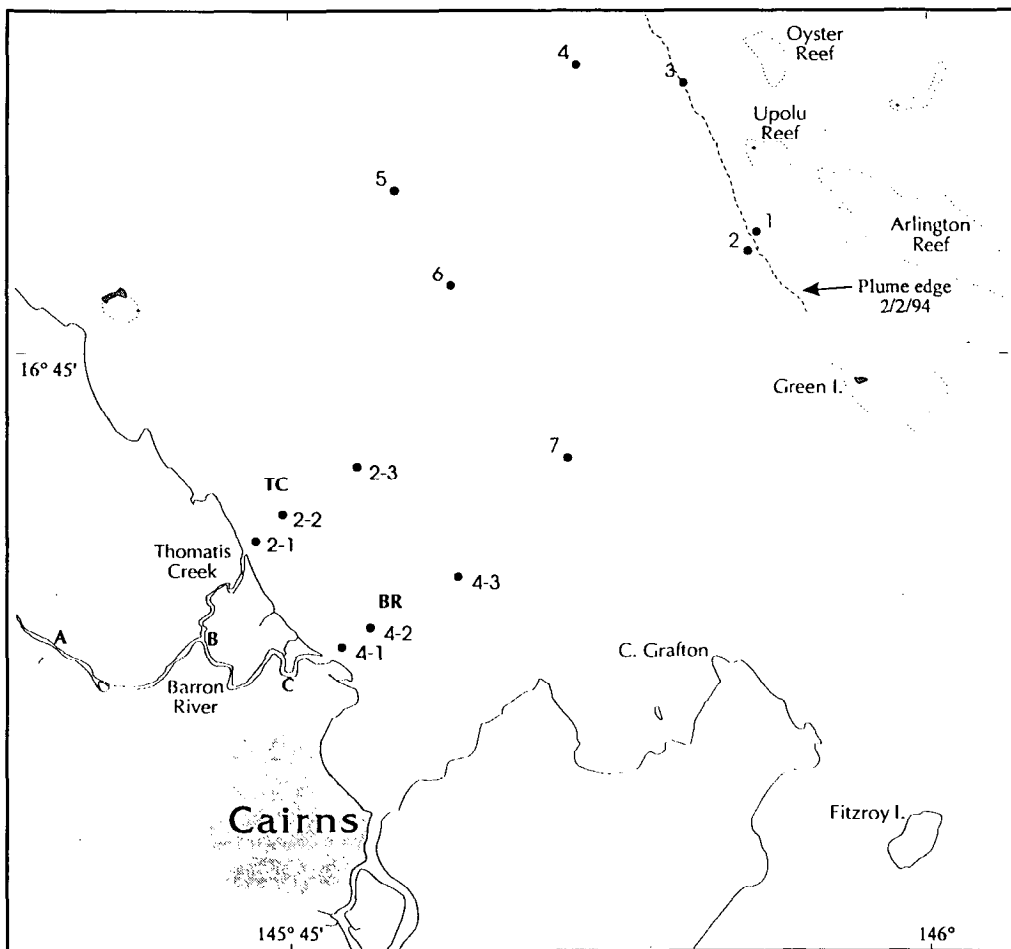 Oyster
Reef
4
3
Upolu
Reef
5
1
2
Arlington
Reef
6
Plume edge
2/2/94
16° 45'
Green I.
7
2-3
TC
2-2
2-1
Thomatis
Creek
4-3
BR
4-2
4-1
A
B
C. Grafton
C
Barron
River
Cairns
Fitzroy I.
145° 45'
146°